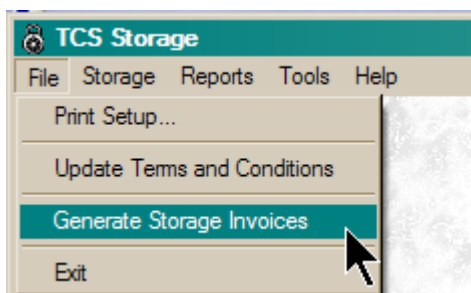 TCS Storage
File Storage Reports Tools Help
Print Setup...
Update Terms and Conditions
Generate Storage Invoices
Exit